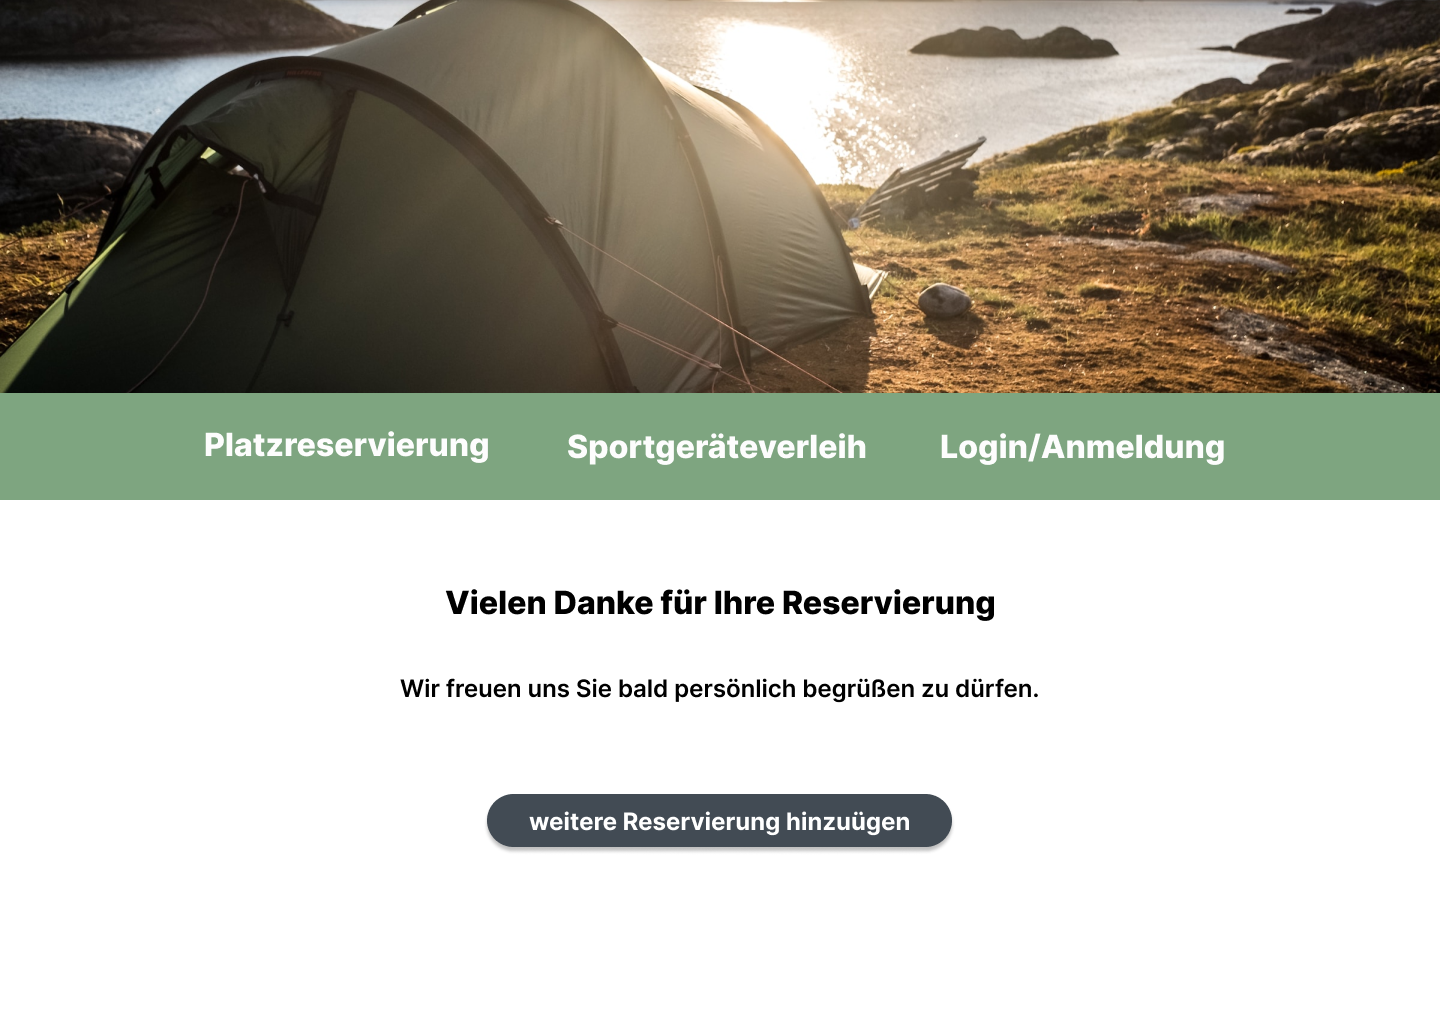 Platzreservierung Sportgeräteverleih Login/Anmeldung
Vielen Danke für Ihre Reservierung
Wir freuen uns Sie bald persönlich begrüßen zu dürfen.
weitere Reservierung hinzuügen